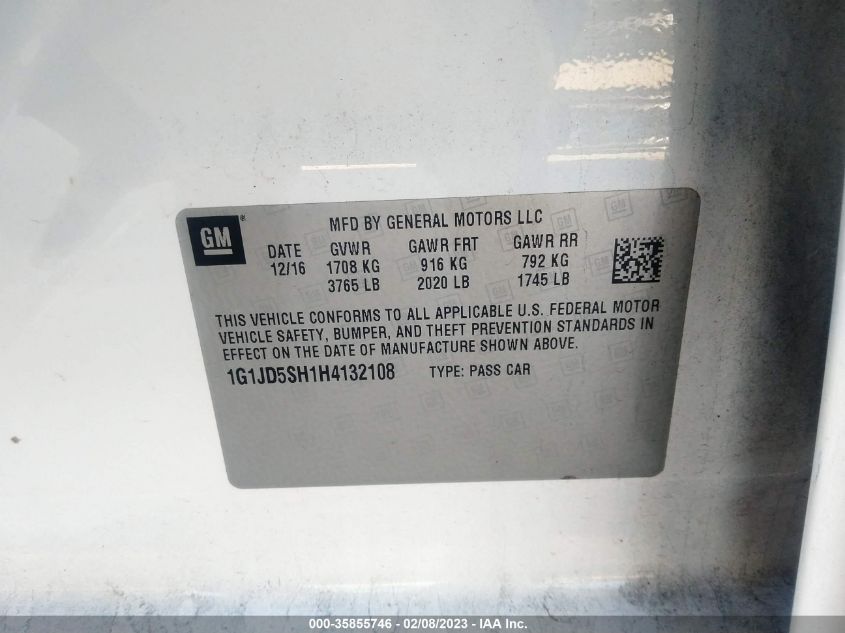 GM ®
MFD BY GENERAL MOTORS LLC
DATE GVWR GAWR FRT GAWR RR
12/16 1708 KG 916 KG 792 KG
3765 LB 2020 LB 1745 LB
THIS VEHICLE CONFORMS TO ALL APPLICABLE U.S. FEDERAL MOTOR
VEHICLE SAFETY, BUMPER, AND THEFT PREVENTION STANDARDS IN
EFFECT ON THE DATE OF MANUFACTURE SHOWN ABOVE.
1G1JD5SH1H4132108 TYPE: PASS CAR
000-35855746 — 02/08/2023 — IAA Inc.